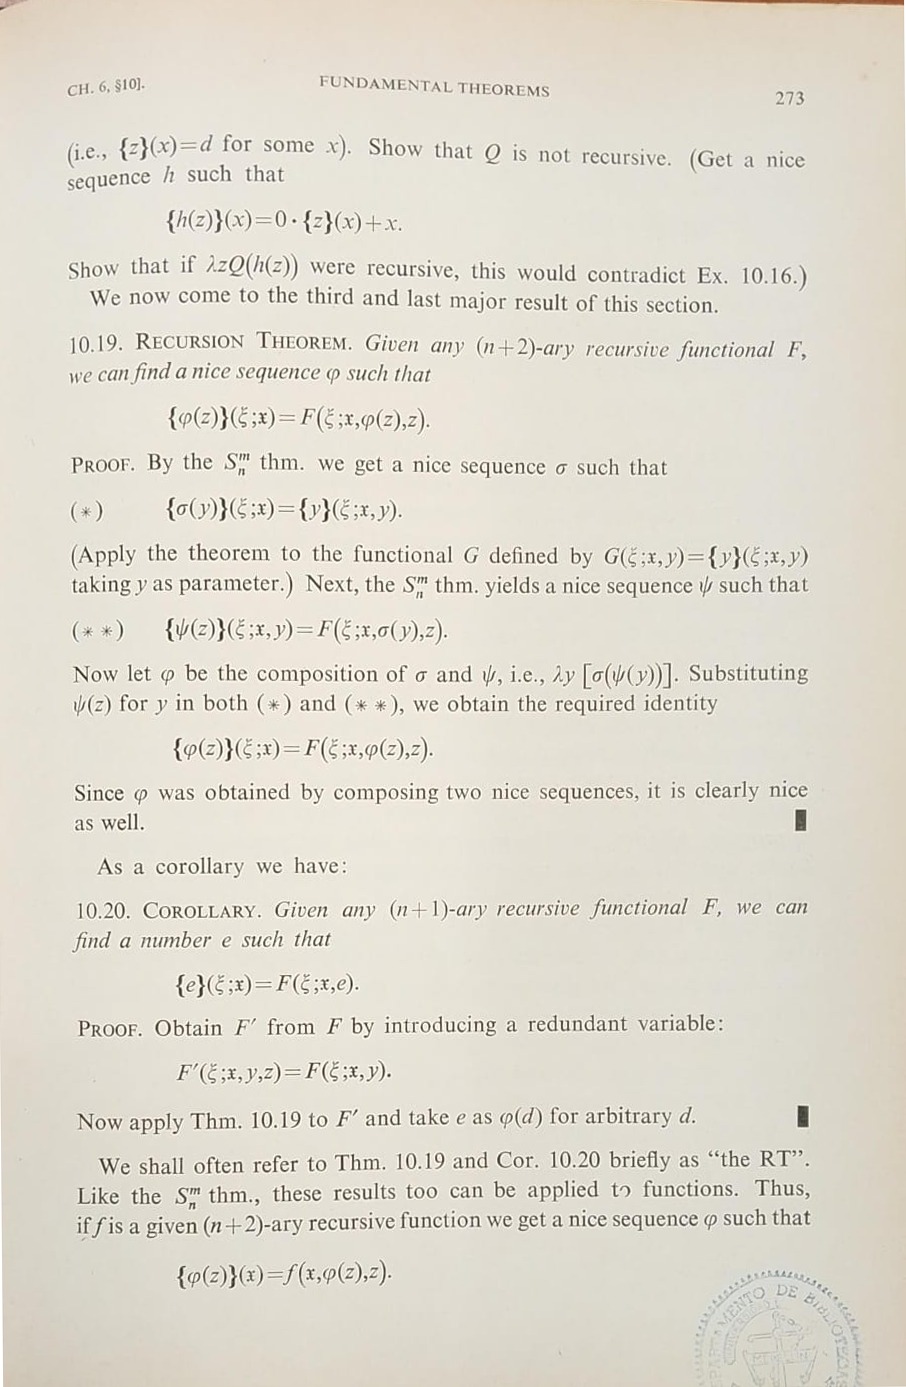 CH. 6, §10].
FUNDAMENTAL THEOREMS
273
(i.e., {z}(x)=d for some x). Show that Q is not recursive. (Get a nice
sequence h such that
{h(z)}(x)=0·{z}(x)+x.
Show that if λzQ(h(z)) were recursive, this would contradict Ex. 10.16.)
We now come to the third and last major result of this section.
10.19. RECURSION THEOREM. Given any (n+2)-ary recursive functional F,
we can find a nice sequence φ such that
{φ(z)}(ξ;𝔵)=F(ξ;𝔵,φ(z),z).
PROOF. By the Sₙᵐ thm. we get a nice sequence σ such that
(*) {σ(y)}(ξ;𝔵)={y}(ξ;𝔵,y).
(Apply the theorem to the functional G defined by G(ξ;𝔵,y)={y}(ξ;𝔵,y)
taking y as parameter.) Next, the Sₙᵐ thm. yields a nice sequence ψ such that
(* *) {ψ(z)}(ξ;𝔵,y)=F(ξ;𝔵,σ(y),z).
Now let φ be the composition of σ and ψ, i.e., λy [σ(ψ(y))]. Substituting
ψ(z) for y in both (*) and (* *), we obtain the required identity
{φ(z)}(ξ;𝔵)=F(ξ;𝔵,φ(z),z).
Since φ was obtained by composing two nice sequences, it is clearly nice
as well.
As a corollary we have:
10.20. COROLLARY. Given any (n+1)-ary recursive functional F, we can
find a number e such that
{e}(ξ;𝔵)=F(ξ;𝔵,e).
PROOF. Obtain F′ from F by introducing a redundant variable:
F′(ξ;𝔵,y,z)=F(ξ;𝔵,y).
Now apply Thm. 10.19 to F′ and take e as φ(d) for arbitrary d.
We shall often refer to Thm. 10.19 and Cor. 10.20 briefly as “the RT”.
Like the Sₙᵐ thm., these results too can be applied to functions. Thus,
if f is a given (n+2)-ary recursive function we get a nice sequence φ such that
{φ(z)}(𝔵)=f(𝔵,φ(z),z).
DE